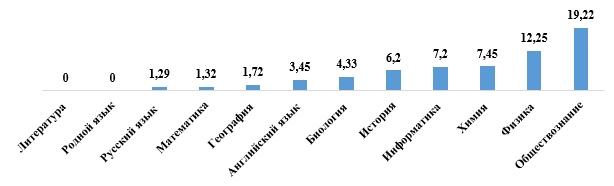 0
0
1,29
1,32
1,72
3,45
4,33
6,2
7,2
7,45
12,25
19,22
Литература
Родной язык
Русский язык
Математика
География
Английский язык
Биология
История
Информатика
Химия
Физика
Обществознание